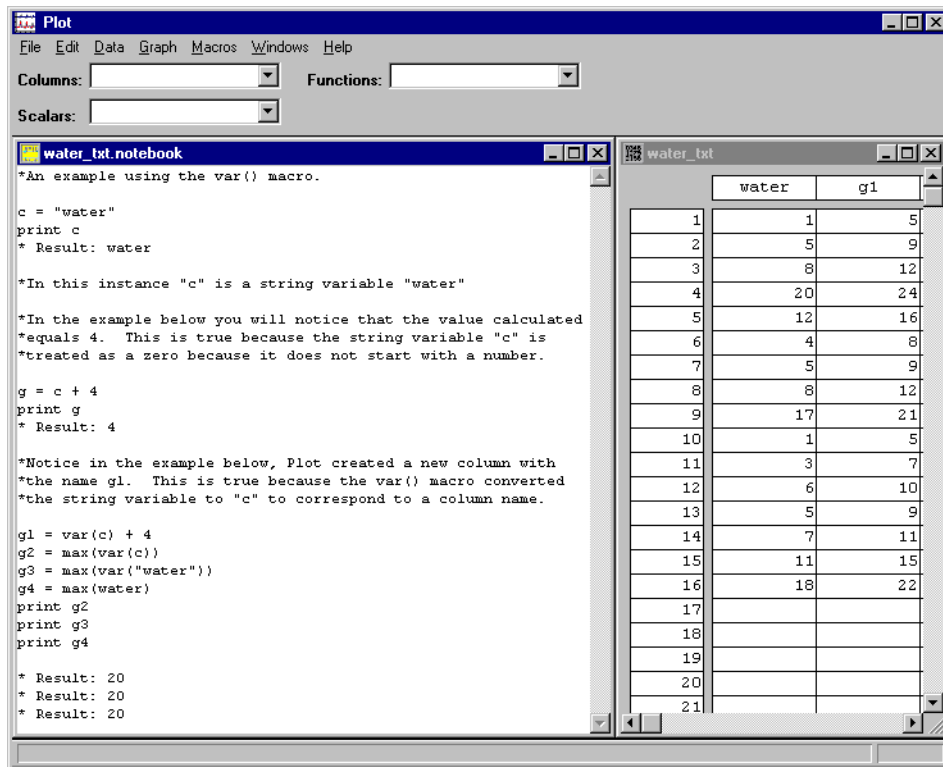 Plot
File Edit Data Graph Macros Windows Help
Columns: Functions:
Scalars:
water_txt.notebook
*An example using the var() macro.
c = "water"
print c
* Result: water
*In this instance "c" is a string variable "water"
*In the example below you will notice that the value calculated
*equals 4. This is true because the string variable "c" is
*treated as a zero because it does not start with a number.
g = c + 4
print g
* Result: 4
*Notice in the example below, Plot created a new column with
*the name g1. This is true because the var() macro converted
*the string variable to "c" to correspond to a column name.
g1 = var(c) + 4
g2 = max(var(c))
g3 = max(var("water"))
g4 = max(water)
print g2
print g3
print g4
* Result: 20
* Result: 20
* Result: 20
water_txt
water g1
1 1 5
2 5 9
3 8 12
4 20 24
5 12 16
6 4 8
7 5 9
8 8 12
9 17 21
10 1 5
11 3 7
12 6 10
13 5 9
14 7 11
15 11 15
16 18 22
17
18
19
20
21